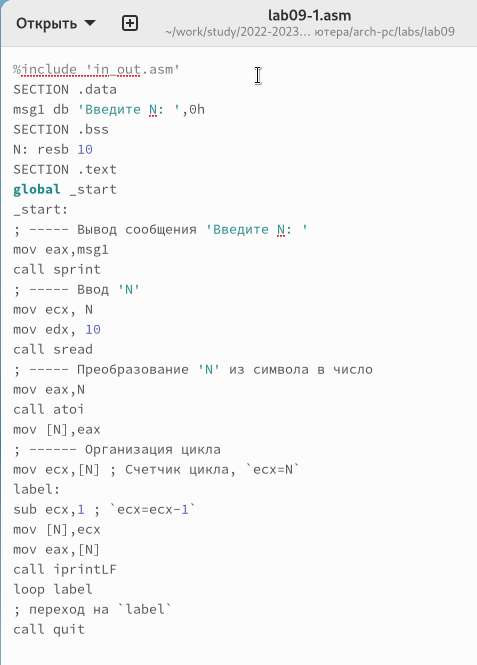 Открыть
lab09-1.asm
~/work/study/2022-2023... ютера/arch-pc/labs/lab09
%include 'in_out.asm'
SECTION .data
msg1 db 'Введите N: ',0h
SECTION .bss
N: resb 10
SECTION .text
global _start
_start:
; ----- Вывод сообщения 'Введите N: '
mov eax,msg1
call sprint
; ----- Ввод 'N'
mov ecx, N
mov edx, 10
call sread
; ----- Преобразование 'N' из символа в число
mov eax,N
call atoi
mov [N],eax
; ------ Организация цикла
mov ecx,[N] ; Счетчик цикла, `ecx=N`
label:
sub ecx,1 ; `ecx=ecx-1`
mov [N],ecx
mov eax,[N]
call iprintLF
loop label
; переход на `label`
call quit